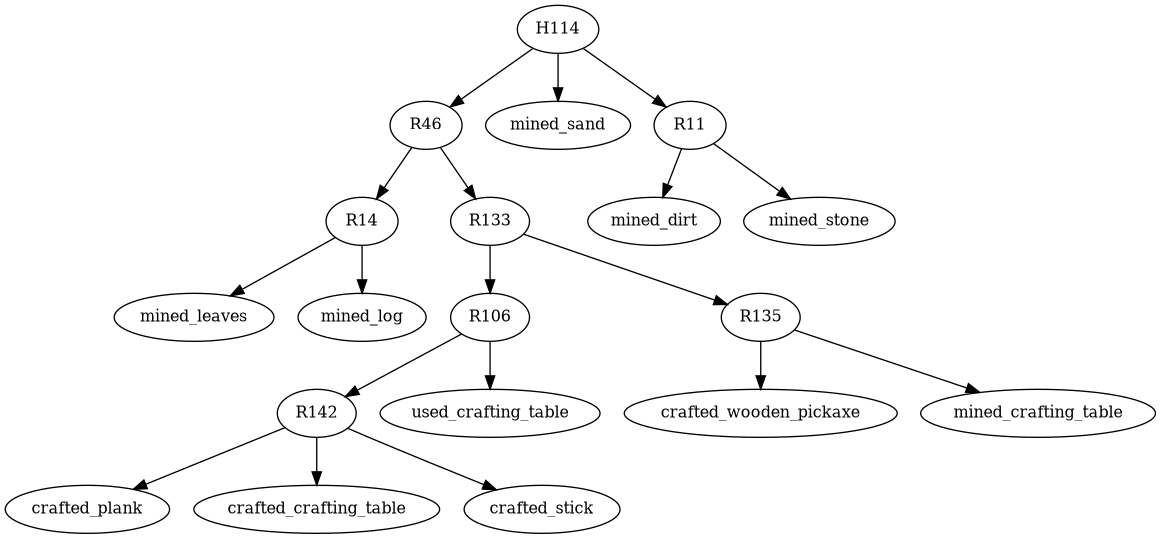 H114
R46
mined_sand
R11
R14
R133
mined_dirt
mined_stone
mined_leaves
mined_log
R106
R135
R142
used_crafting_table
crafted_wooden_pickaxe
mined_crafting_table
crafted_plank
crafted_crafting_table
crafted_stick